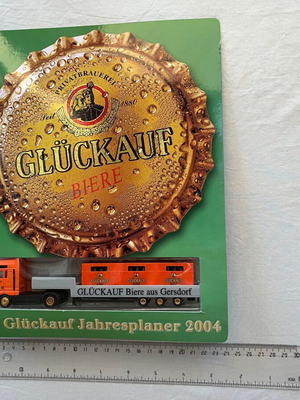 PRIVATBRAUEREI
Seit 1880
GLÜCKAUF
BIERE
GLÜCKAUF Biere aus Gersdorf
Glückauf Jahresplaner 2004